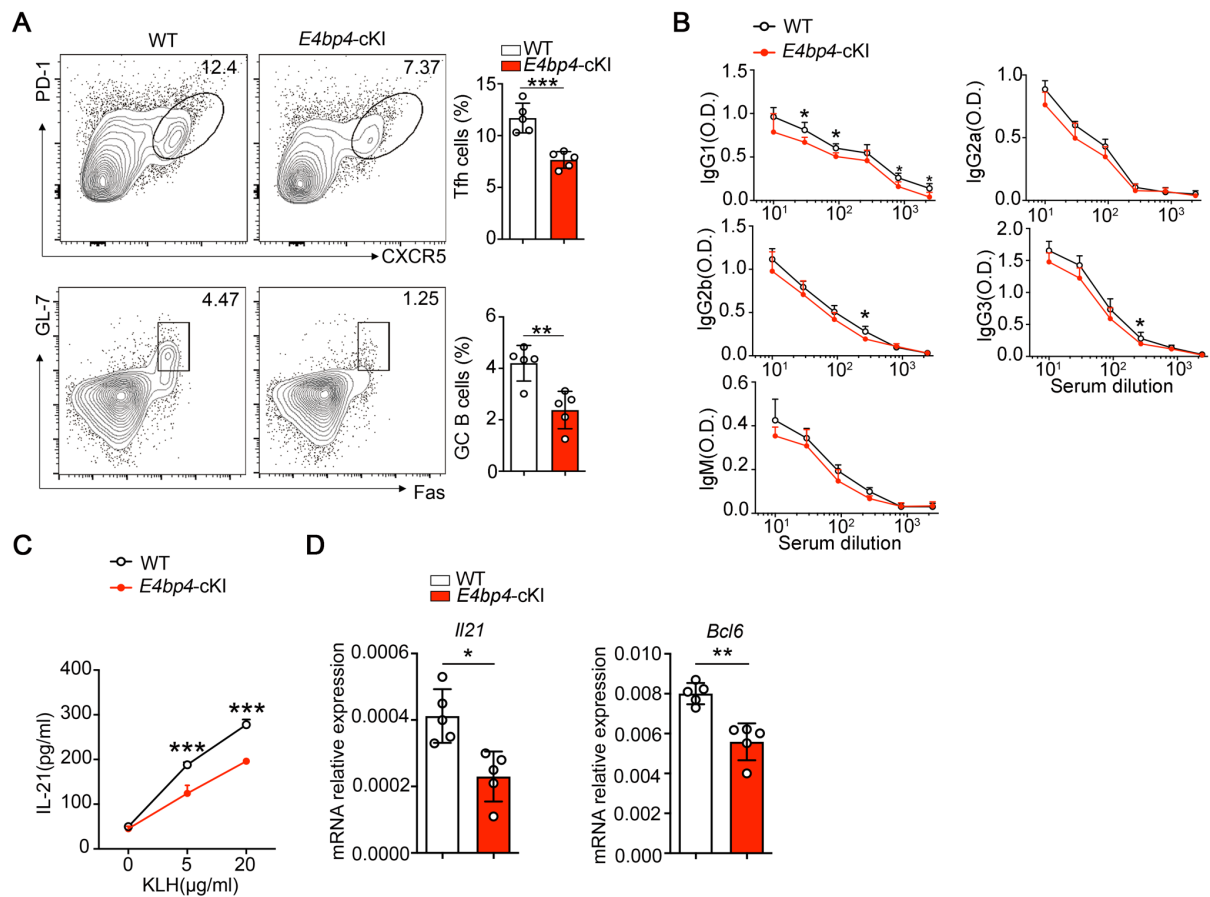 A
WT
E4bp4-cKI
PD-1
12.4
7.37
CXCR5
WT
E4bp4-cKI
Tfh cells (%)
15
10
5
0
***
GL-7
4.47
1.25
Fas
GC B cells (%)
6
4
2
0
**
B
WT
E4bp4-cKI
IgG1(O.D.)
1.5
1.0
0.5
0.0
* * * *
10¹ 10² 10³
IgG2a(O.D.)
1.0
0.5
0.0
10¹ 10² 10³
IgG2b(O.D.)
1.5
1.0
0.5
0.0
*
10¹ 10² 10³
IgG3(O.D.)
2.0
1.5
1.0
0.5
0.0
*
10¹ 10² 10³
Serum dilution
IgM(O.D.)
0.6
0.4
0.2
0.0
10¹ 10² 10³
Serum dilution
C
WT
E4bp4-cKI
IL-21(pg/ml)
400
300
200
100
0
*** ***
0 5 20
KLH(μg/ml)
D
WT
E4bp4-cKI
Il21
mRNA relative expression
0.0006
0.0004
0.0002
0.0000
*
Bcl6
mRNA relative expression
0.010
0.008
0.006
0.004
0.002
0.000
**